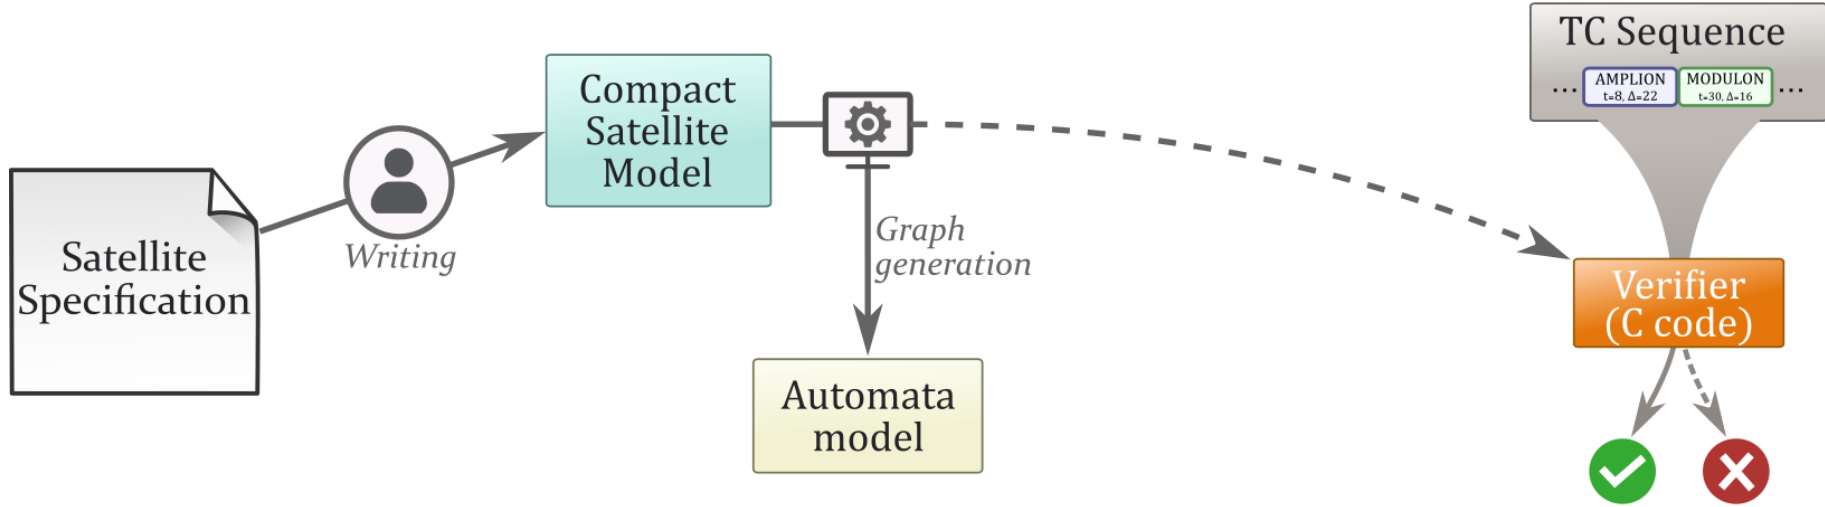 Satellite
Specification
Writing
Compact
Satellite
Model
Graph
generation
Automata
model
TC Sequence
... AMPLION MODULON ...
t=8, Δ=22 t=30, Δ=16
Verifier
(C code)